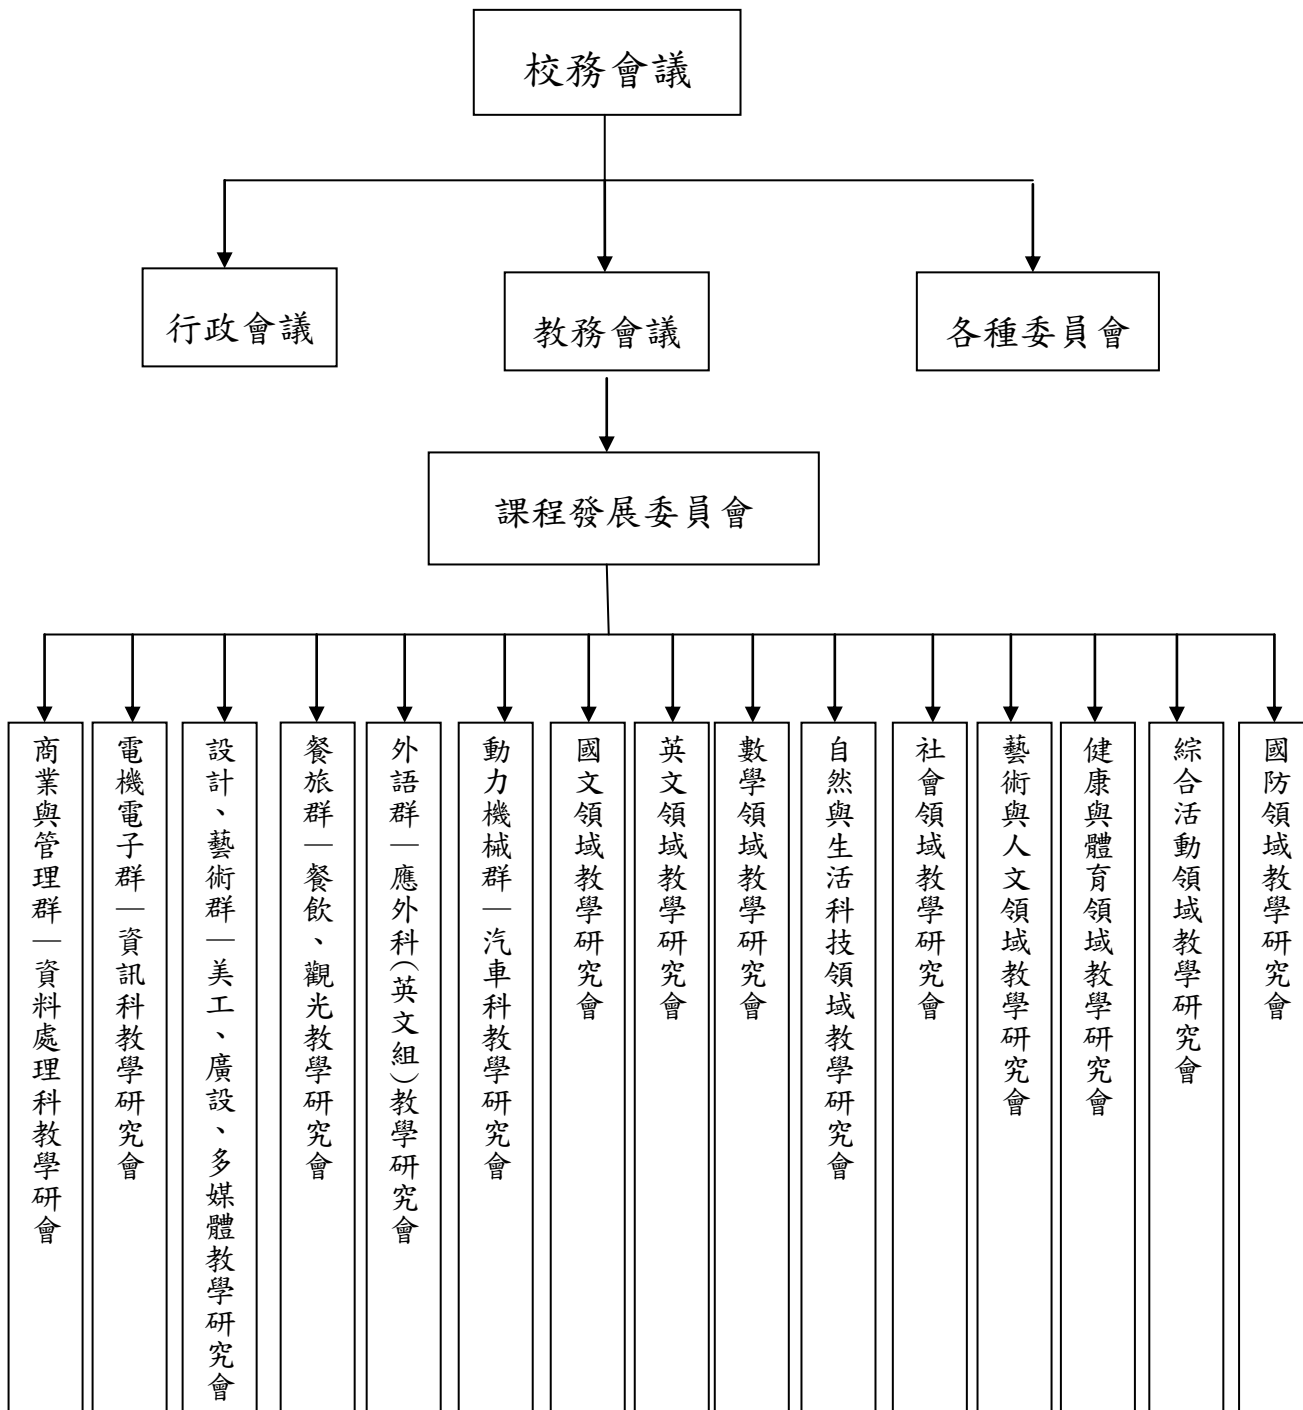 校務會議
行政會議
教務會議
各種委員會
課程發展委員會
商業與管理群—資料處理科教學研會
電機電子群—資訊科教學研究會
設計、藝術群—美工、廣設、多媒體教學研究會
餐旅群—餐飲、觀光教學研究會
外語群—應外科(英文組)教學研究會
動力機械群—汽車科教學研究會
國文領域教學研究會
英文領域教學研究會
數學領域教學研究會
自然與生活科技領域教學研究會
社會領域教學研究會
藝術與人文領域教學研究會
健康與體育領域教學研究會
綜合活動領域教學研究會
國防領域教學研究會